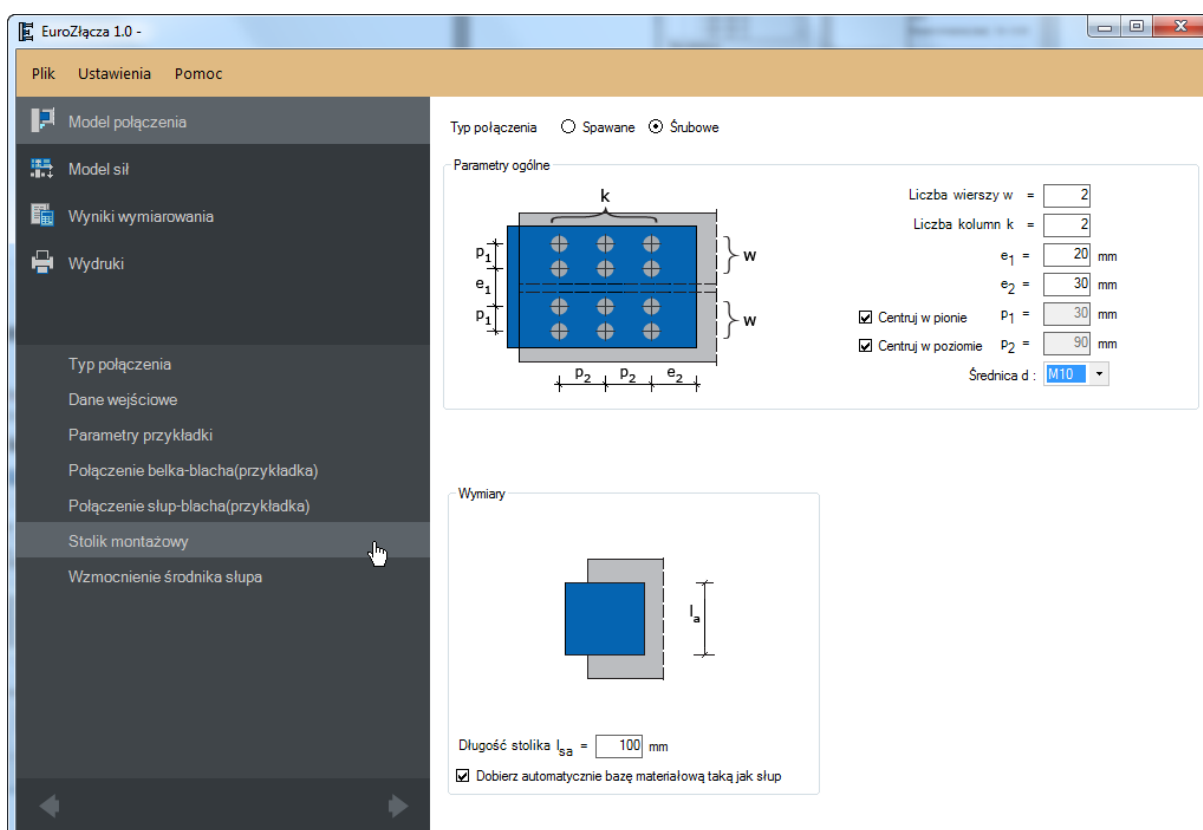 EuroZłącza 1.0 -
Plik Ustawienia Pomoc
Model połączenia
Model sił
Wyniki wymiarowania
Wydruki
Typ połączenia
Dane wejściowe
Parametry przykładki
Połączenie belka-blacha(przykładka)
Połączenie słup-blacha(przykładka)
Stolik montażowy
Wzmocnienie środnika słupa
Typ połączenia Spawane Śrubowe
Parametry ogólne
k
p1
e1
p1
w
w
p2 p2 e2
Liczba wierszy w = 2
Liczba kolumn k = 2
e1 = 20 mm
e2 = 30 mm
Centruj w pionie p1 = 30 mm
Centruj w poziomie p2 = 90 mm
Średnica d : M10
Wymiary
la
Długość stolika lsa = 100 mm
Dobierz automatycznie bazę materiałową taką jak słup